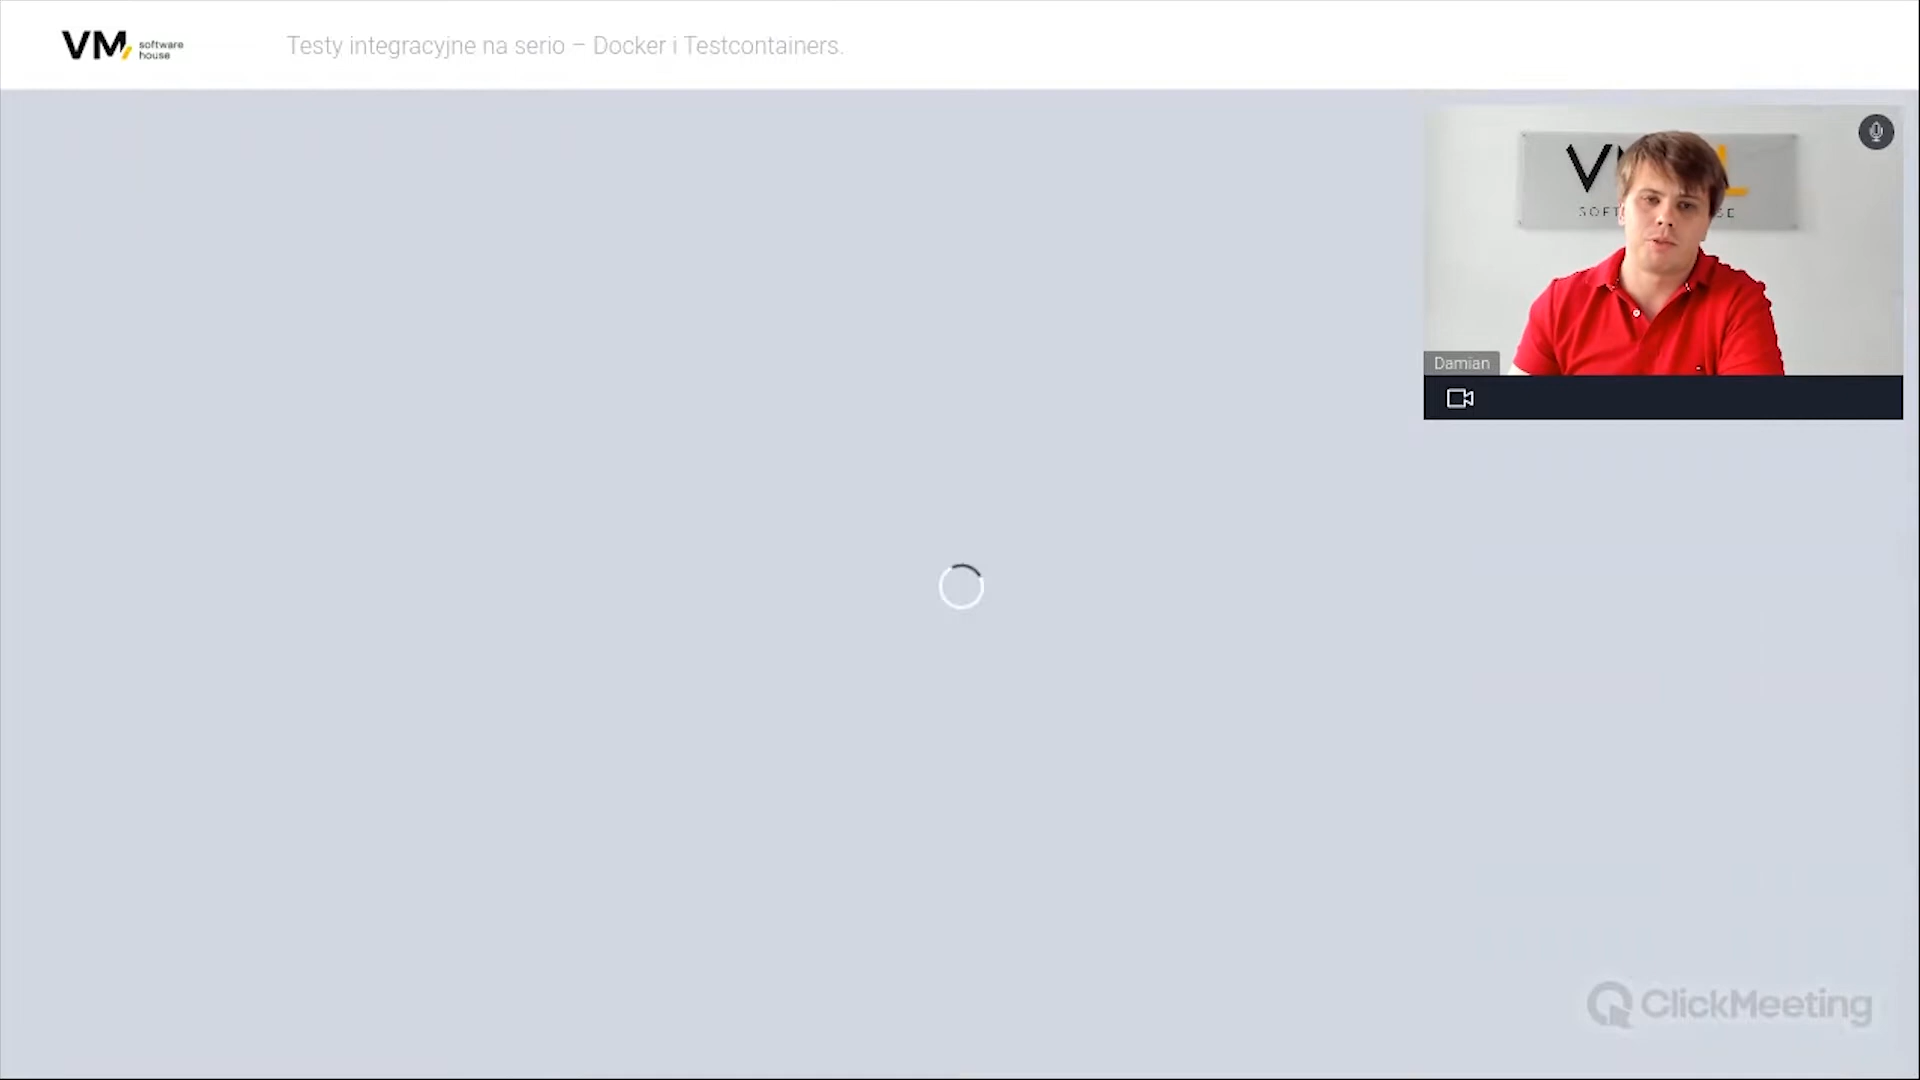 VM software house
Testy integracyjne na serio – Docker i Testcontainers.
Damian
ClickMeeting